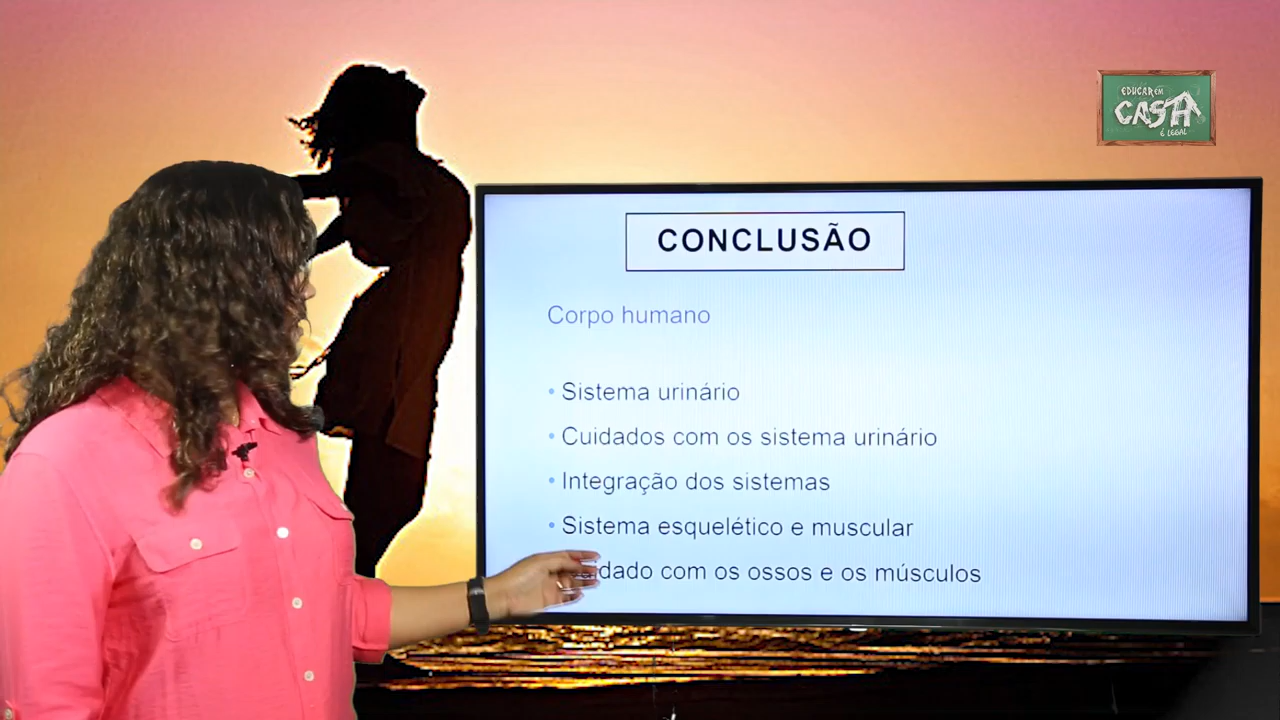 EDUCAR EM
CASA
É LEGAL
CONCLUSÃO
Corpo humano
• Sistema urinário
• Cuidados com os sistema urinário
• Integração dos sistemas
• Sistema esquelético e muscular
com os ossos e os músculos